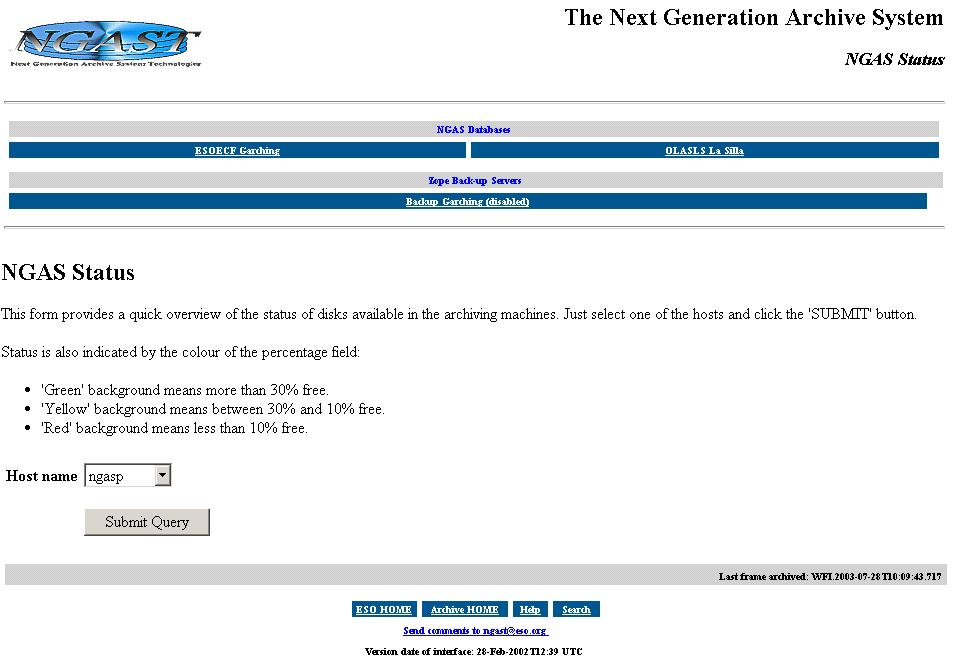 The Next Generation Archive System
NGAST
Next Generation Archive Systems Technologies
NGAS Status
NGAS Databases
ESOECF Garching
OLASLS La Silla
Zope Back-up Servers
Backup Garching (disabled)
NGAS Status
This form provides a quick overview of the status of disks available in the archiving machines. Just select one of the hosts and click the 'SUBMIT' button.
Status is also indicated by the colour of the percentage field:
• 'Green' background means more than 30% free.
• 'Yellow' background means between 30% and 10% free.
• 'Red' background means less than 10% free.
Host name ngasp
Submit Query
Last frame archived: WFI.2003-07-28T10:09:43.717
ESO HOME Archive HOME Help Search
Send comments to ngast@eso.org
Version date of interface: 28-Feb-2002T12:39 UTC